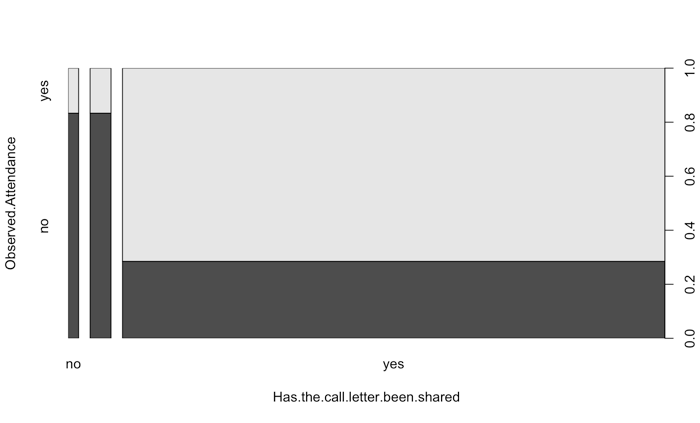 Observed.Attendance
yes
no
1.0
0.8
0.6
0.4
0.2
0.0
no
yes
Has.the.call.letter.been.shared